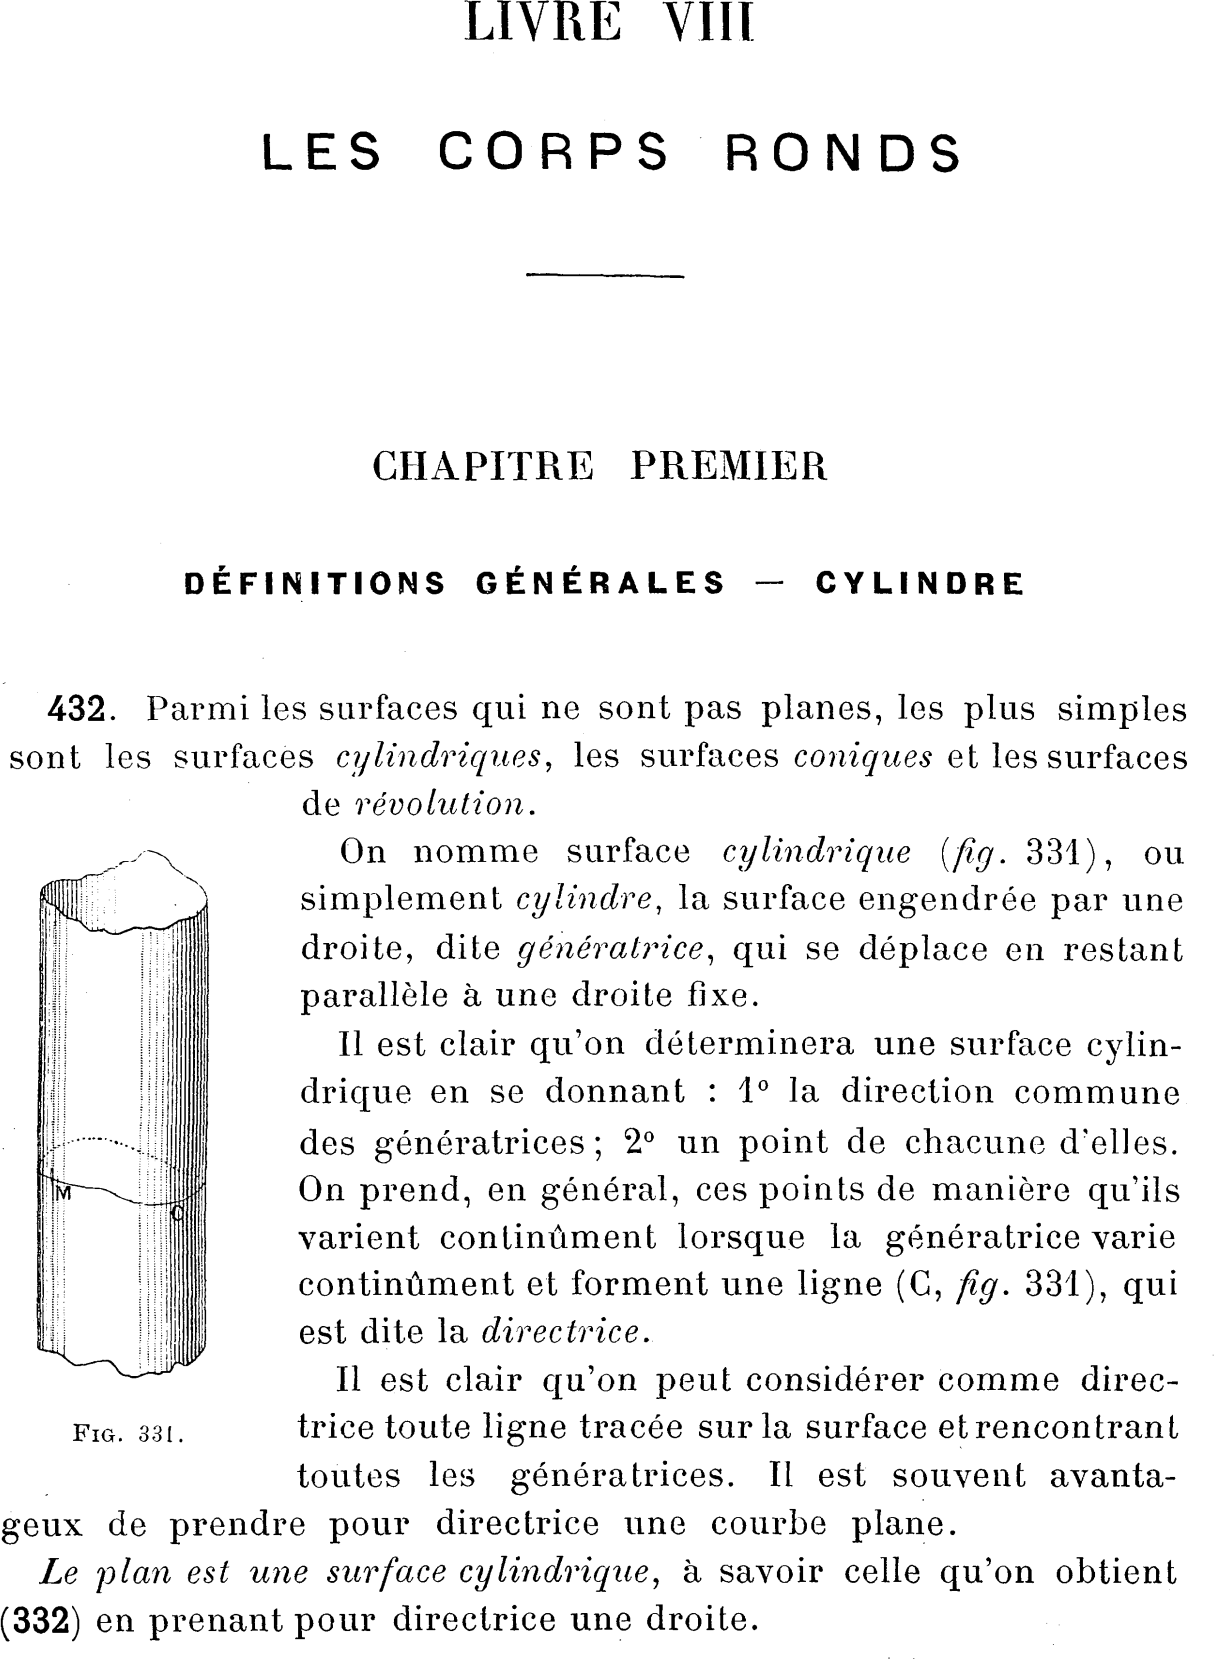 LIVRE VIII
LES CORPS RONDS
CHAPITRE PREMIER
DÉFINITIONS GÉNÉRALES — CYLINDRE
432. Parmi les surfaces qui ne sont pas planes, les plus simples
sont les surfaces cylindriques, les surfaces coniques et les surfaces
de révolution.
On nomme surface cylindrique (fig. 331), ou
simplement cylindre, la surface engendrée par une
droite, dite génératrice, qui se déplace en restant
parallèle à une droite fixe.
Il est clair qu'on déterminera une surface cylin-
drique en se donnant : 1º la direction commune
des génératrices ; 2º un point de chacune d'elles.
On prend, en général, ces points de manière qu'ils
varient continûment lorsque la génératrice varie
continûment et forment une ligne (C, fig. 331), qui
est dite la directrice.
Il est clair qu'on peut considérer comme direc-
trice toute ligne tracée sur la surface et rencontrant
toutes les génératrices. Il est souvent avanta-
geux de prendre pour directrice une courbe plane.
Le plan est une surface cylindrique, à savoir celle qu'on obtient
(332) en prenant pour directrice une droite.
M
C
FIG. 331.